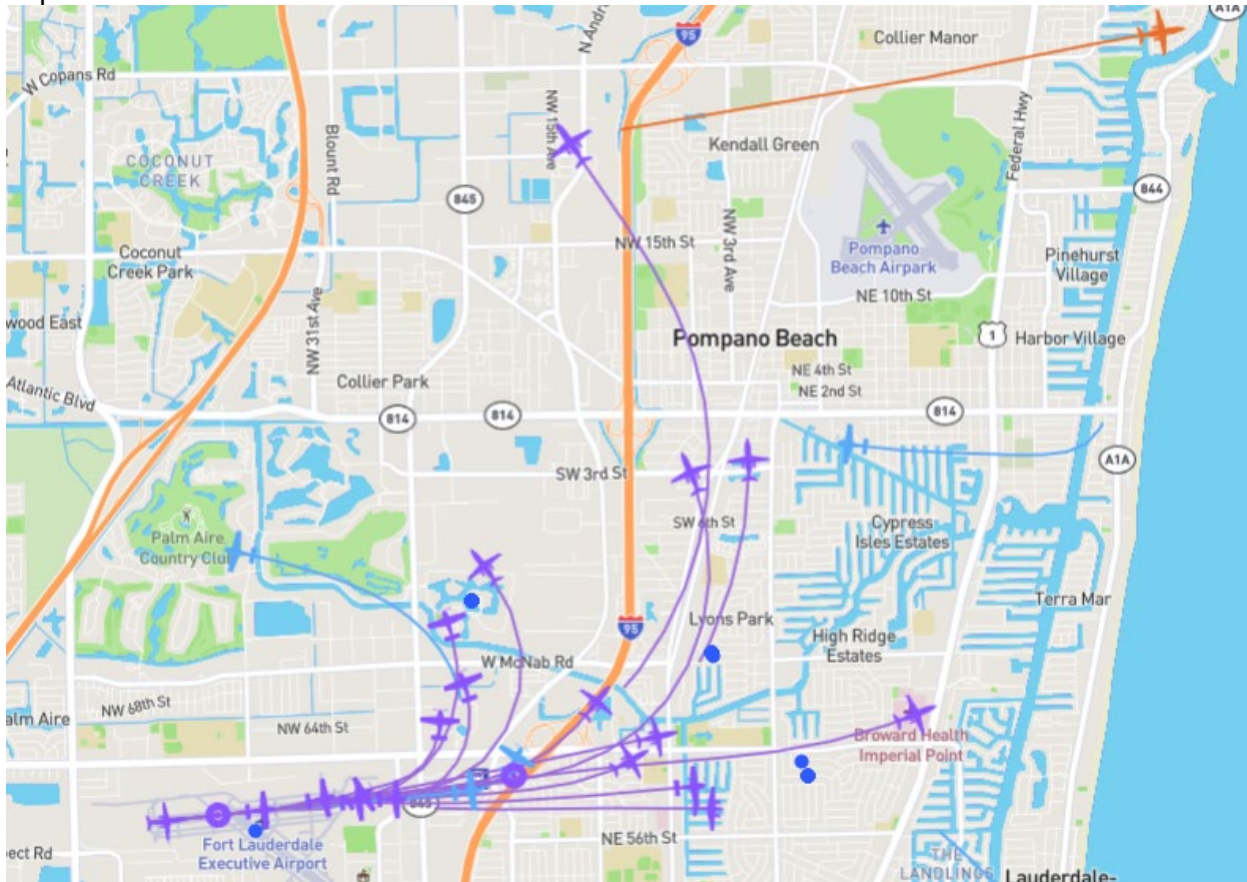 A1A
N Andr
95
Collier Manor
W Copans Rd
NW 15th Ave
Blount Rd
Federal Hwy
Kendall Green
COCONUT
CREEK
845
844
NW 3rd Ave
NW 15th St
Coconut
Creek Park
Pompano
Beach Airpark
Pinehurst
Village
NE 10th St
NW 31st Ave
wood East
Pompano Beach
1
Harbor Village
NE 4th St
Collier Park
NE 2nd St
Atlantic Blvd
814
814
814
A1A
SW 3rd St
SW 6th St
Cypress
Isles Estates
Palm Aire
Country Clu
Terra Mar
Lyons Park
95
High Ridge
Estates
W McNab Rd
NW 68th St
alm Aire
NW 64th St
Broward Health
Imperial Point
845
NE 56th St
Fort Lauderdale
Executive Airport
pect Rd
THE
LANDLINGS
Lauderdale-